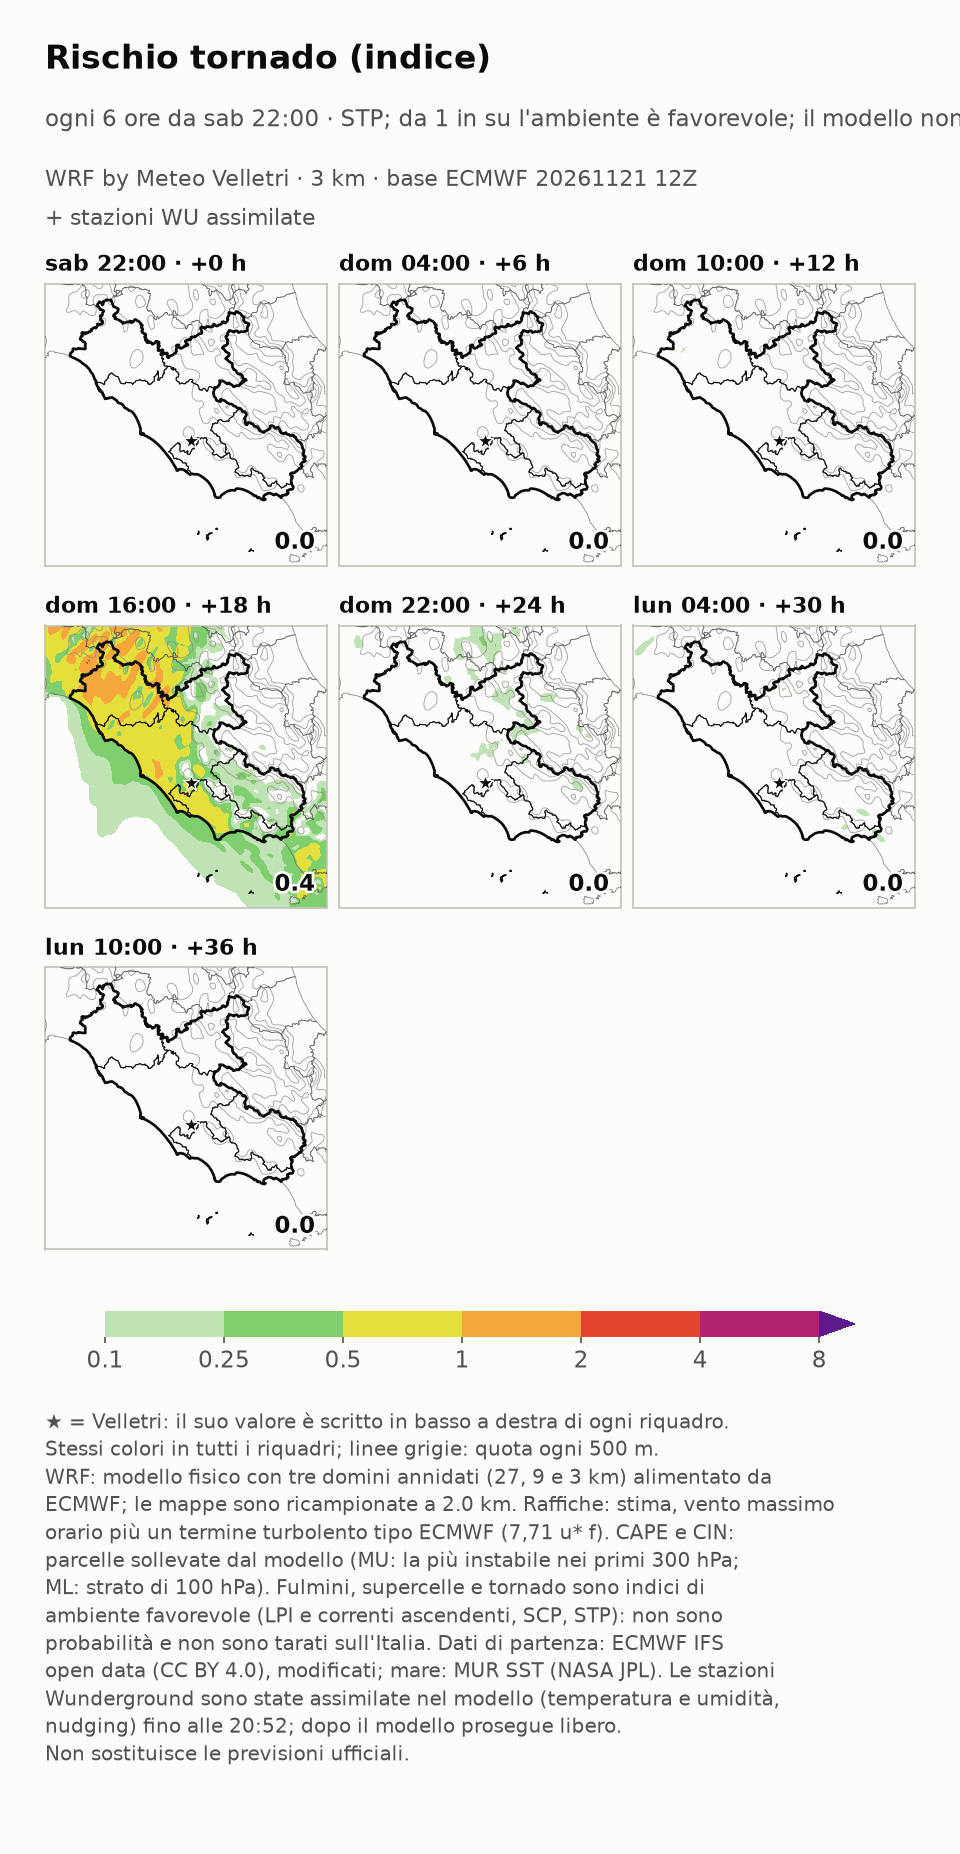 Rischio tornado (indice)
ogni 6 ore da sab 22:00 · STP; da 1 in su l'ambiente è favorevole; il modello non
WRF by Meteo Velletri · 3 km · base ECMWF 20261121 12Z
+ stazioni WU assimilate
sab 22:00 · +0 h
dom 04:00 · +6 h
dom 10:00 · +12 h
0.0
0.0
0.0
dom 16:00 · +18 h
dom 22:00 · +24 h
lun 04:00 · +30 h
0.4
0.0
0.0
lun 10:00 · +36 h
0.0
0.1 0.25 0.5 1 2 4 8
★ = Velletri: il suo valore è scritto in basso a destra di ogni riquadro.
Stessi colori in tutti i riquadri; linee grigie: quota ogni 500 m.
WRF: modello fisico con tre domini annidati (27, 9 e 3 km) alimentato da
ECMWF; le mappe sono ricampionate a 2.0 km. Raffiche: stima, vento massimo
orario più un termine turbolento tipo ECMWF (7,71 u* f). CAPE e CIN:
parcelle sollevate dal modello (MU: la più instabile nei primi 300 hPa;
ML: strato di 100 hPa). Fulmini, supercelle e tornado sono indici di
ambiente favorevole (LPI e correnti ascendenti, SCP, STP): non sono
probabilità e non sono tarati sull'Italia. Dati di partenza: ECMWF IFS
open data (CC BY 4.0), modificati; mare: MUR SST (NASA JPL). Le stazioni
Wunderground sono state assimilate nel modello (temperatura e umidità,
nudging) fino alle 20:52; dopo il modello prosegue libero.
Non sostituisce le previsioni ufficiali.